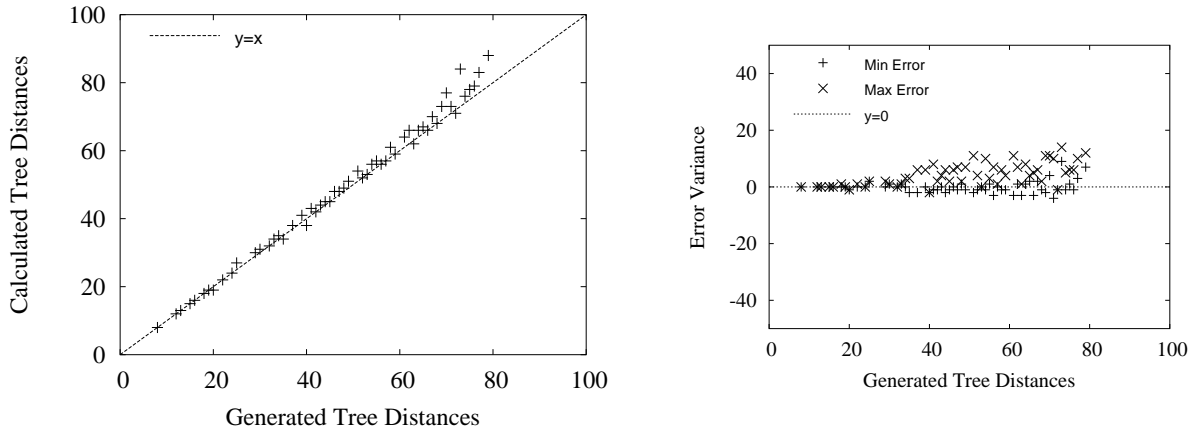 100
80
60
40
20
0
Calculated Tree Distances
y=x
0 20 40 60 80 100
Generated Tree Distances
40
20
0
-20
-40
Error Variance
Min Error
Max Error
y=0
0 20 40 60 80 100
Generated Tree Distances